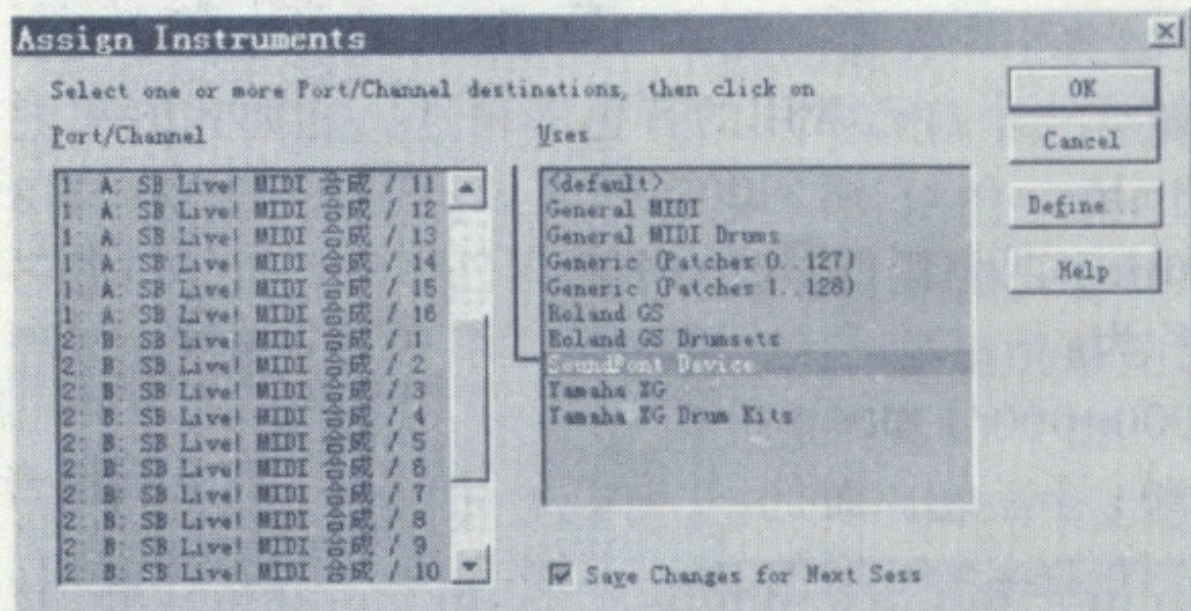 Assign Instruments
Select one or more Port/Channel destinations, then click on
Port/Channel
1: A: SB Live! MIDI 合成 / 11
1: A: SB Live! MIDI 合成 / 12
1: A: SB Live! MIDI 合成 / 13
1: A: SB Live! MIDI 合成 / 14
1: A: SB Live! MIDI 合成 / 15
1: A: SB Live! MIDI 合成 / 16
2: B: SB Live! MIDI 合成 / 1
2: B: SB Live! MIDI 合成 / 2
2: B: SB Live! MIDI 合成 / 3
2: B: SB Live! MIDI 合成 / 4
2: B: SB Live! MIDI 合成 / 5
2: B: SB Live! MIDI 合成 / 6
2: B: SB Live! MIDI 合成 / 7
2: B: SB Live! MIDI 合成 / 8
2: B: SB Live! MIDI 合成 / 9
2: B: SB Live! MIDI 合成 / 10
Uses
<default>
General MIDI
General MIDI Drums
Generic (Patches 0..127)
Generic (Patches 1..128)
Roland GS
Roland GS Drumsets
SoundFont Device
Yamaha XG
Yamaha XG Drum Kits
Save Changes for Next Sess
OK
Cancel
Define...
Help